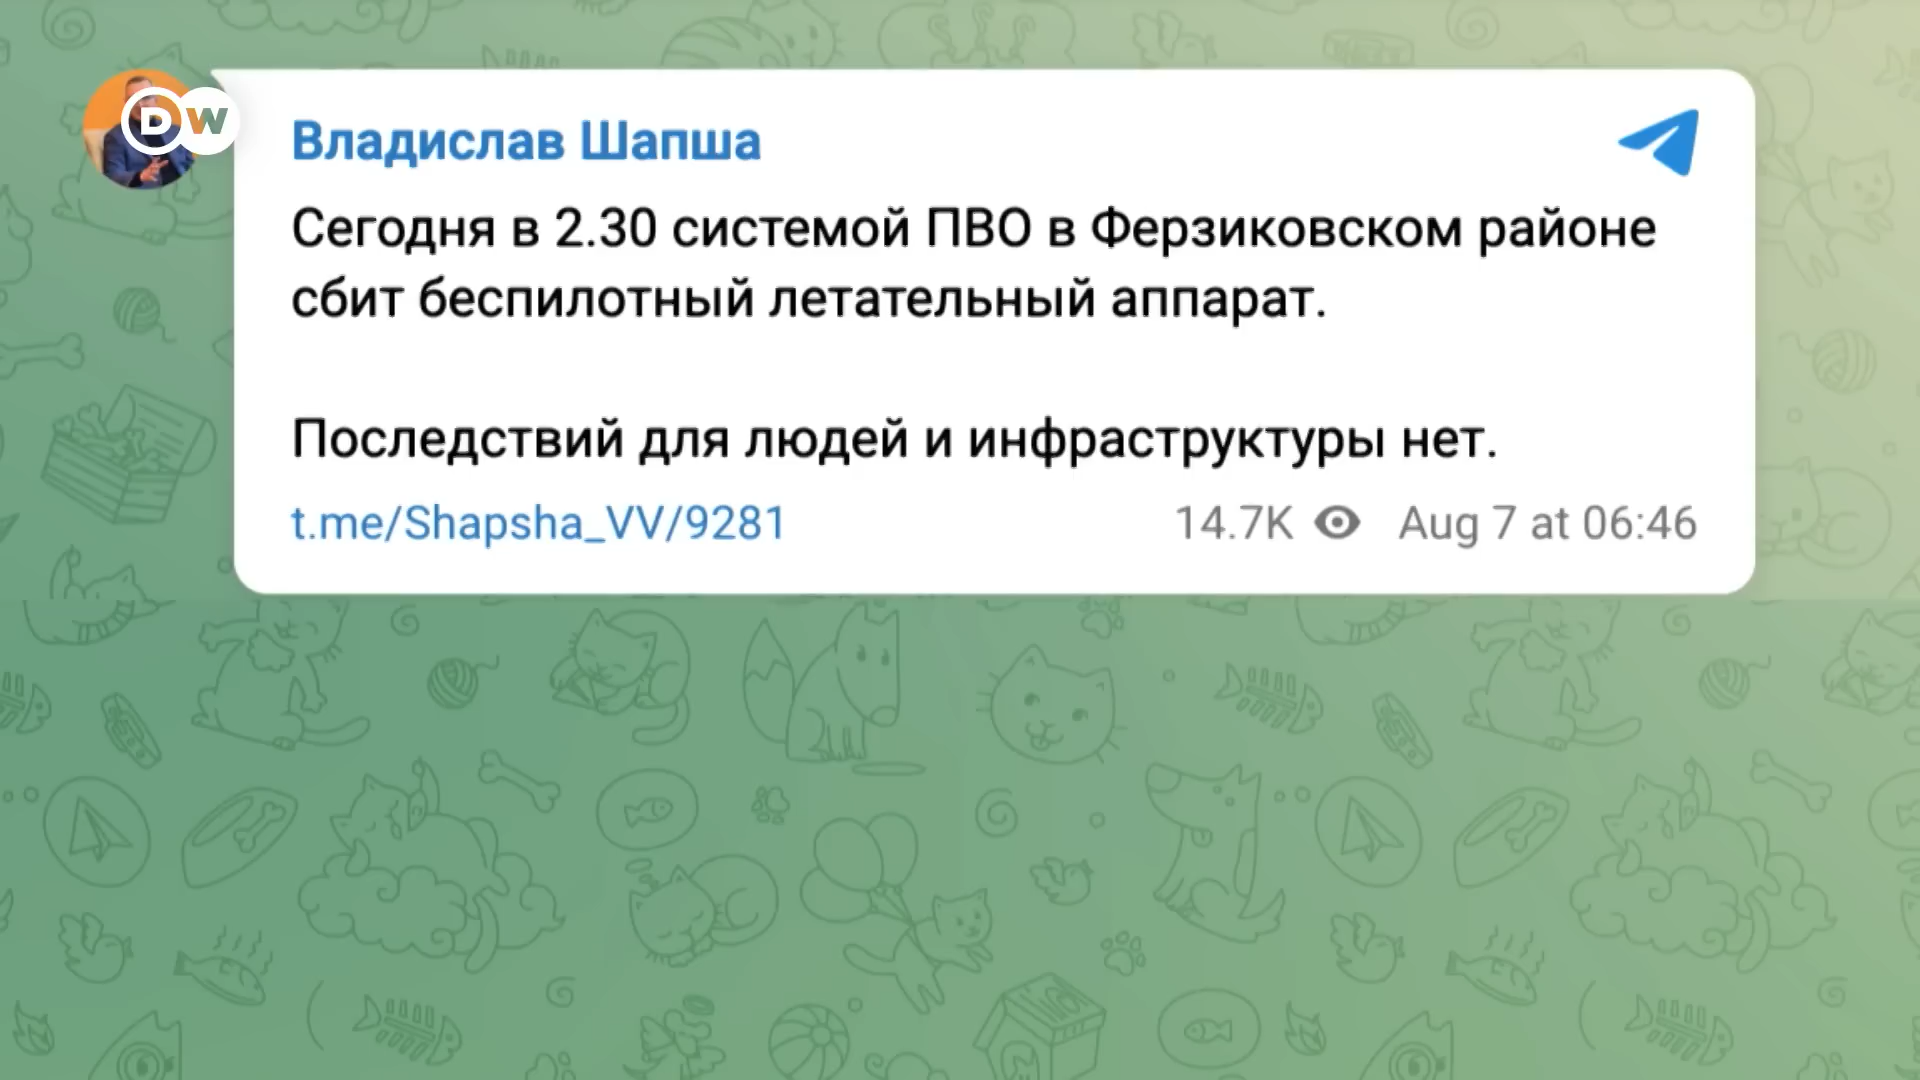 DW
Владислав Шапша
Сегодня в 2.30 системой ПВО в Ферзиковском районе
сбит беспилотный летательный аппарат.
Последствий для людей и инфраструктуры нет.
t.me/Shapsha_VV/9281 14.7K Aug 7 at 06:46